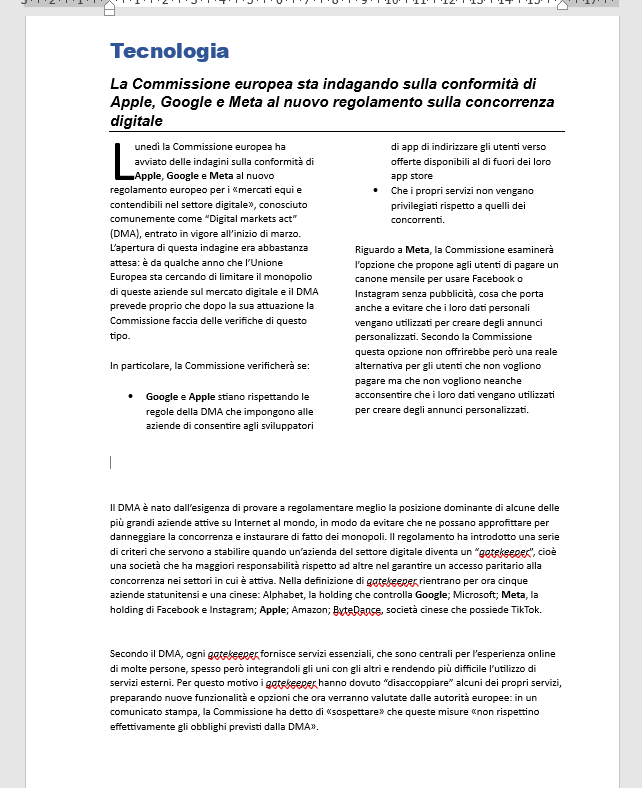 Tecnologia
La Commissione europea sta indagando sulla conformità di
Apple, Google e Meta al nuovo regolamento sulla concorrenza
digitale
Lunedì la Commissione europea ha
avviato delle indagini sulla conformità di
Apple, Google e Meta al nuovo
regolamento europeo per i «mercati equi e
contendibili nel settore digitale», conosciuto
comunemente come “Digital markets act”
(DMA), entrato in vigore all’inizio di marzo.
L’apertura di questa indagine era abbastanza
attesa: è da qualche anno che l’Unione
Europea sta cercando di limitare il monopolio
di queste aziende sul mercato digitale e il DMA
prevede proprio che dopo la sua attuazione la
Commissione faccia delle verifiche di questo
tipo.
In particolare, la Commissione verificherà se:
• Google e Apple stiano rispettando le
regole della DMA che impongono alle
aziende di consentire agli sviluppatori
di app di indirizzare gli utenti verso
offerte disponibili al di fuori dei loro
app store
• Che i propri servizi non vengano
privilegiati rispetto a quelli dei
concorrenti.
Riguardo a Meta, la Commissione esaminerà
l’opzione che propone agli utenti di pagare un
canone mensile per usare Facebook o
Instagram senza pubblicità, cosa che porta
anche a evitare che i loro dati personali
vengano utilizzati per creare degli annunci
personalizzati. Secondo la Commissione
questa opzione non offrirebbe però una reale
alternativa per gli utenti che non vogliono
pagare ma che non vogliono neanche
acconsentire che i loro dati vengano utilizzati
per creare degli annunci personalizzati.
Il DMA è nato dall’esigenza di provare a regolamentare meglio la posizione dominante di alcune delle
più grandi aziende attive su Internet al mondo, in modo da evitare che ne possano approfittare per
danneggiare la concorrenza e instaurare di fatto dei monopoli. Il regolamento ha introdotto una serie
di criteri che servono a stabilire quando un’azienda del settore digitale diventa un “gatekeeper”, cioè
una società che ha maggiori responsabilità rispetto ad altre nel garantire un accesso paritario alla
concorrenza nei settori in cui è attiva. Nella definizione di gatekeeper rientrano per ora cinque
aziende statunitensi e una cinese: Alphabet, la holding che controlla Google; Microsoft; Meta, la
holding di Facebook e Instagram; Apple; Amazon; ByteDance, società cinese che possiede TikTok.
Secondo il DMA, ogni gatekeeper fornisce servizi essenziali, che sono centrali per l’esperienza online
di molte persone, spesso però integrandoli gli uni con gli altri e rendendo più difficile l’utilizzo di
servizi esterni. Per questo motivo i gatekeeper hanno dovuto “disaccoppiare” alcuni dei propri servizi,
preparando nuove funzionalità e opzioni che ora verranno valutate dalle autorità europee: in un
comunicato stampa, la Commissione ha detto di «sospettare» che queste misure «non rispettino
effettivamente gli obblighi previsti dalla DMA».